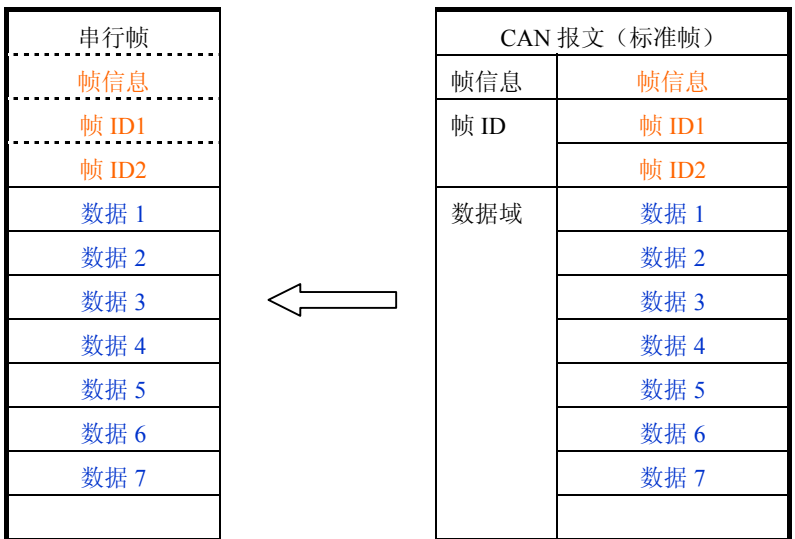 串行帧
帧信息
帧 ID1
帧 ID2
数据 1
数据 2
数据 3
数据 4
数据 5
数据 6
数据 7
CAN 报文（标准帧）
帧信息 帧信息
帧 ID 帧 ID1
帧 ID2
数据域 数据 1
数据 2
数据 3
数据 4
数据 5
数据 6
数据 7